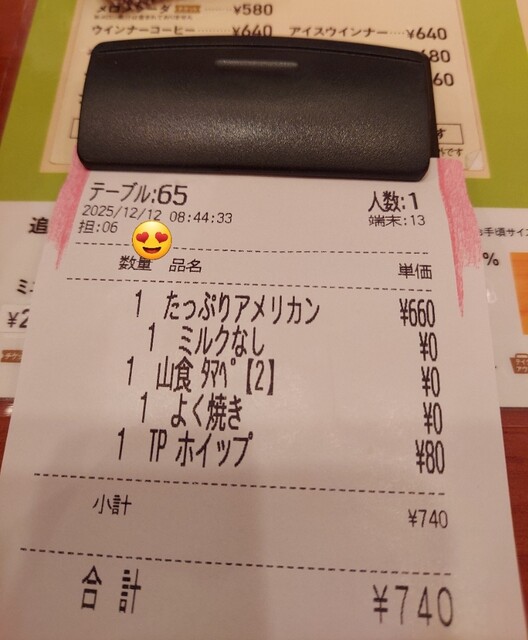 ¥580
ウインナーコーヒー ¥640 アイスウインナー ¥640
テーブル:65 人数:1
2025/12/12 08:44:33 端末:13
担:06
数量 品名 単価
1 たっぷりアメリカン ¥660
1 ミルクなし ¥0
1 山食 タマペ【2】 ¥0
1 よく焼き ¥0
1 TP ホイップ ¥80
小計 ¥740
合計 ¥740